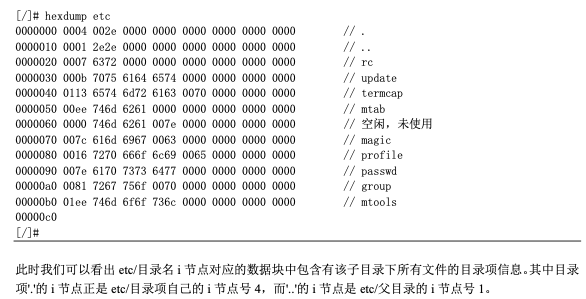 [/]# hexdump etc
0000000 0004 002e 0000 0000 0000 0000 0000 0000 // .
0000010 0001 2e2e 0000 0000 0000 0000 0000 0000 // ..
0000020 0007 6372 0000 0000 0000 0000 0000 0000 // rc
0000030 000b 7075 6164 6574 0000 0000 0000 0000 // update
0000040 0113 6574 6d72 6163 0070 0000 0000 0000 // termcap
0000050 00ee 746d 6261 0000 0000 0000 0000 0000 // mtab
0000060 0000 746d 6261 007e 0000 0000 0000 0000 // 空闲，未使用
0000070 007c 616d 6967 0063 0000 0000 0000 0000 // magic
0000080 0016 7270 666f 6c69 0065 0000 0000 0000 // profile
0000090 007e 6170 7373 6477 0000 0000 0000 0000 // passwd
00000a0 0081 7267 756f 0070 0000 0000 0000 0000 // group
00000b0 01ee 746d 6f6f 736c 0000 0000 0000 0000 // mtools
00000c0
[/]#
此时我们可以看出 etc/目录名 i 节点对应的数据块中包含有该子目录下所有文件的目录项信息。其中目录
项'.'的 i 节点正是 etc/目录项自己的 i 节点号 4，而'..'的 i 节点是 etc/父目录的 i 节点号 1。